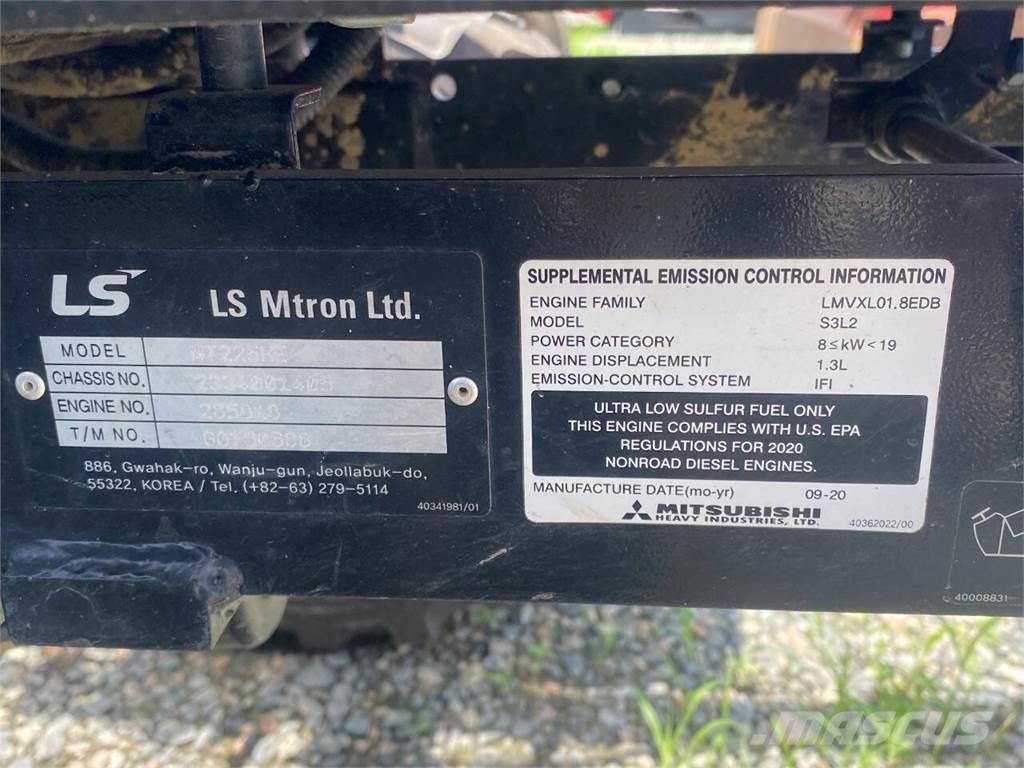 LS
LS Mtron Ltd.
MODEL
CHASSIS NO.
ENGINE NO.
T/M NO.
886, Gwahak-ro, Wanju-gun, Jeollabuk-do,
55322, KOREA / Tel. (+82-63) 279-5114
40341981/01
SUPPLEMENTAL EMISSION CONTROL INFORMATION
ENGINE FAMILY LMVXL01.8EDB
MODEL S3L2
POWER CATEGORY 8≤kW<19
ENGINE DISPLACEMENT 1.3L
EMISSION-CONTROL SYSTEM IFI
ULTRA LOW SULFUR FUEL ONLY
THIS ENGINE COMPLIES WITH U.S. EPA
REGULATIONS FOR 2020
NONROAD DIESEL ENGINES.
MANUFACTURE DATE(mo-yr) 09-20
MITSUBISHI
HEAVY INDUSTRIES, LTD.
40362022/00
40008831
MASCUS